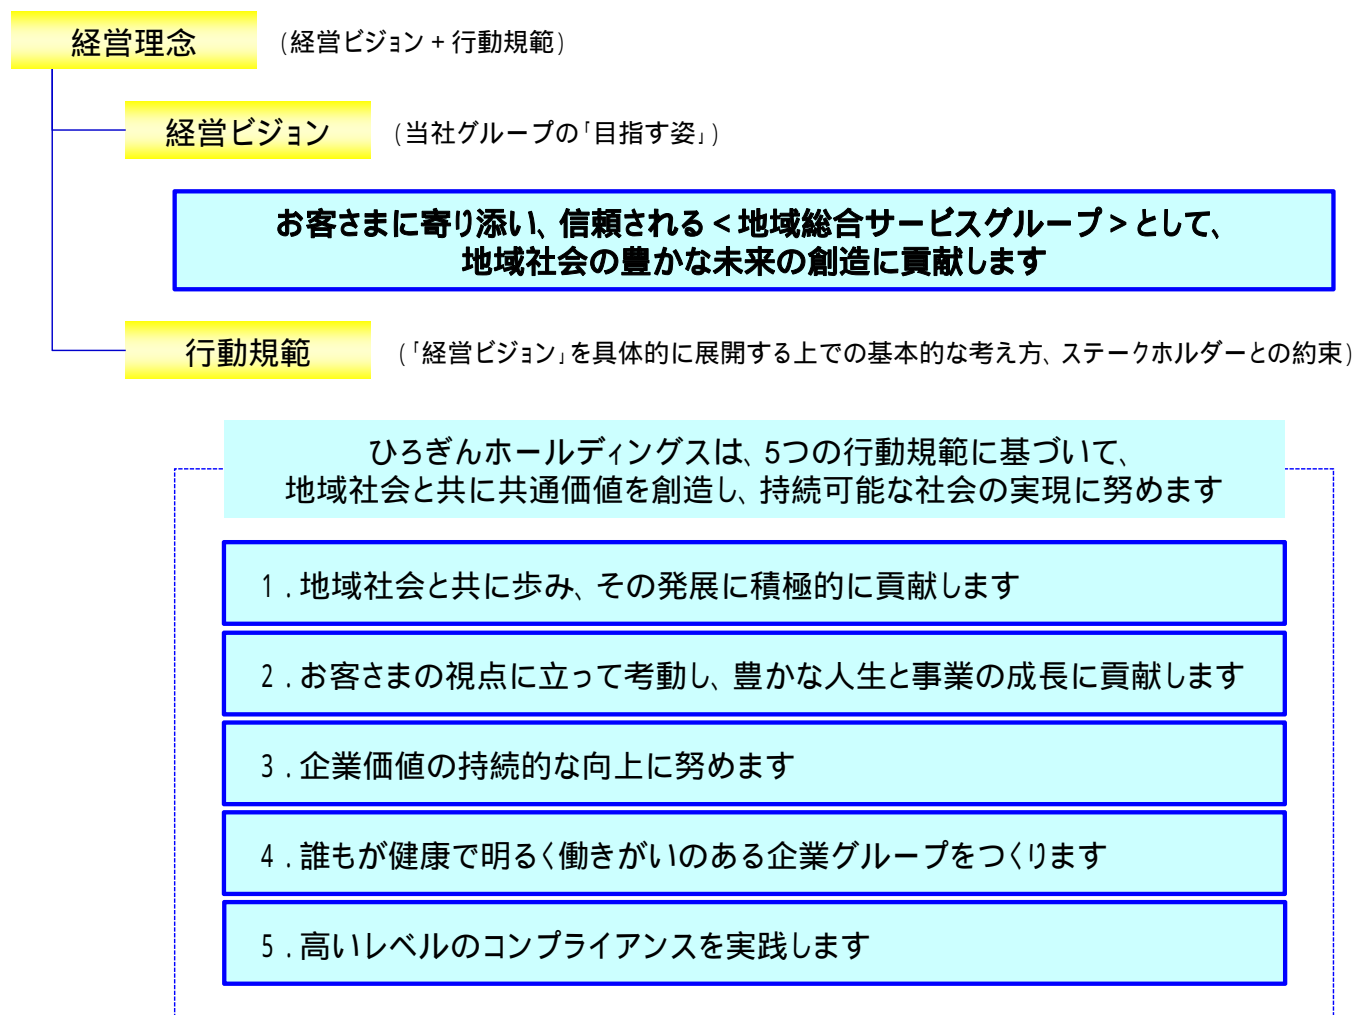 経営理念 (経営ビジョン+行動規範)
経営ビジョン (当社グループの「目指す姿」)
お客さまに寄り添い、信頼される<地域総合サービスグループ>として、
地域社会の豊かな未来の創造に貢献します
行動規範 (「経営ビジョン」を具体的に展開する上での基本的な考え方、ステークホルダーとの約束)
ひろぎんホールディングスは、5つの行動規範に基づいて、
地域社会と共に共通価値を創造し、持続可能な社会の実現に努めます
1.地域社会と共に歩み、その発展に積極的に貢献します
2.お客さまの視点に立って考動し、豊かな人生と事業の成長に貢献します
3.企業価値の持続的な向上に努めます
4.誰もが健康で明るく働きがいのある企業グループをつくります
5.高いレベルのコンプライアンスを実践します